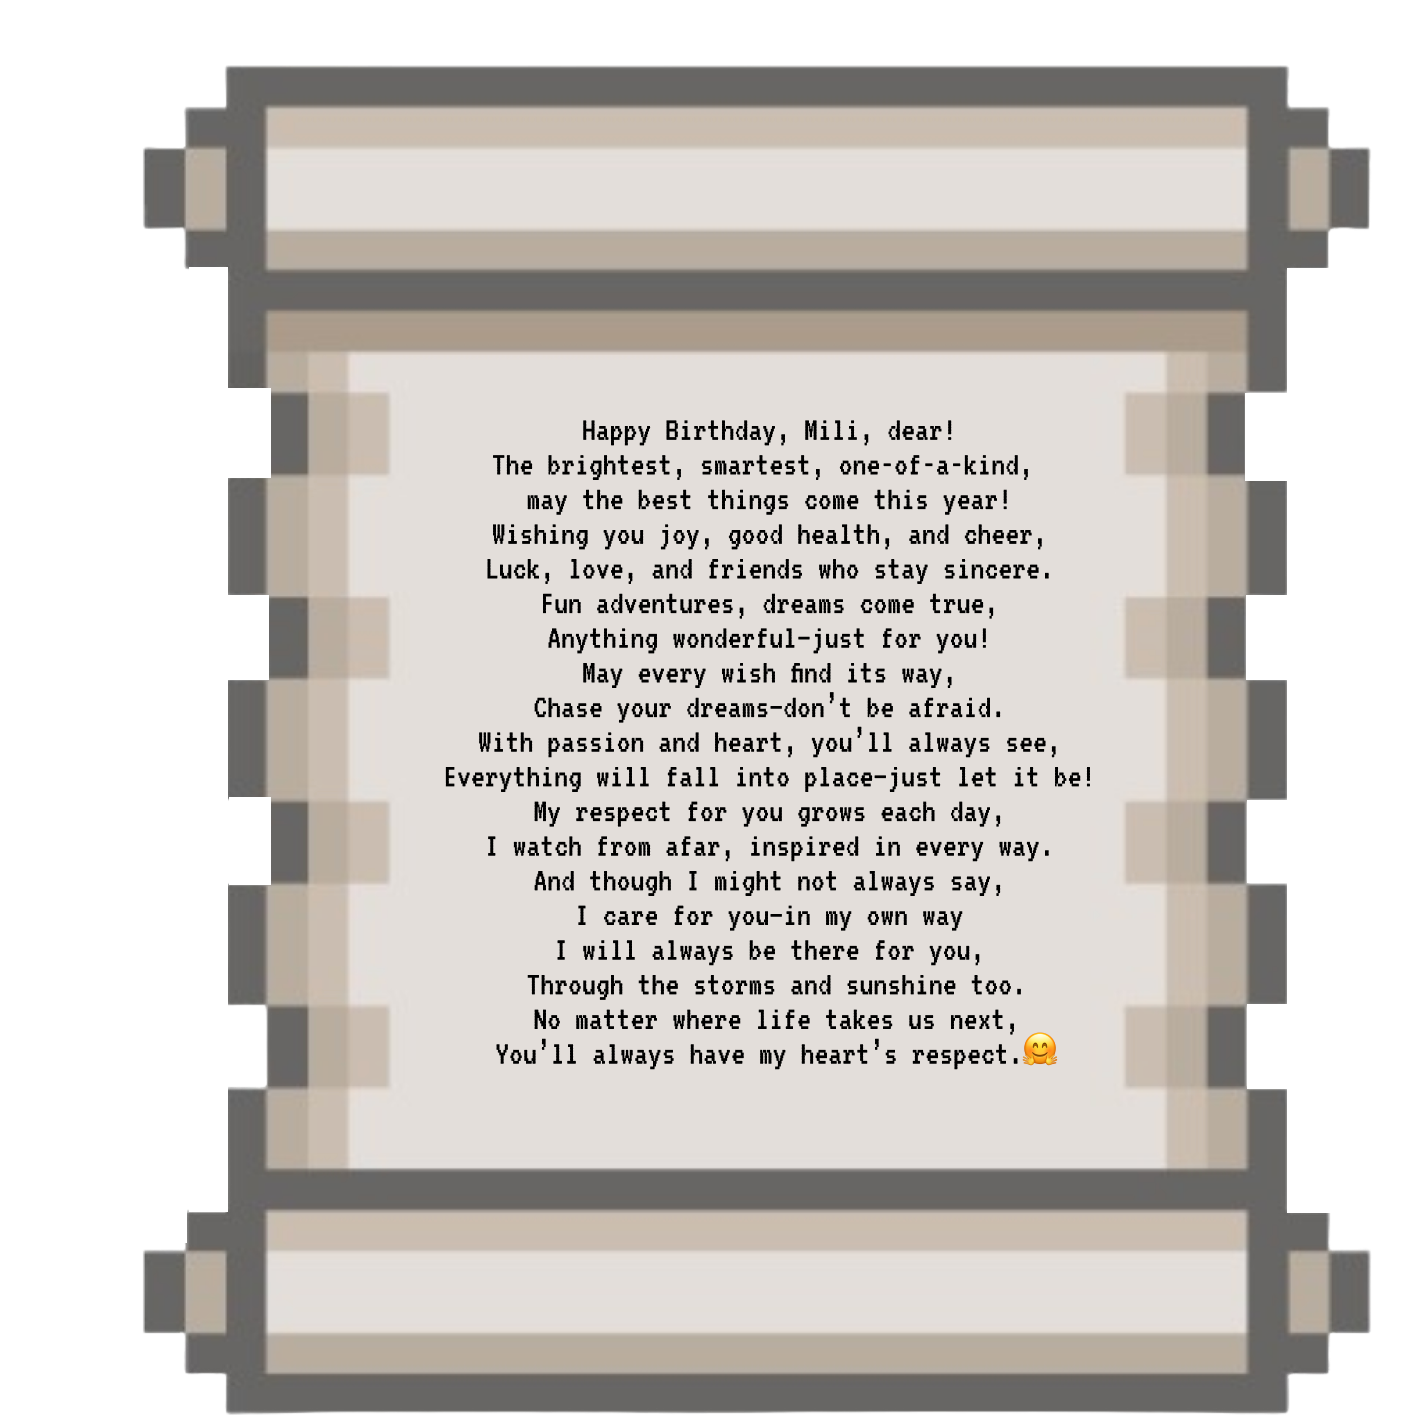 Happy Birthday, Mili, dear!
The brightest, smartest, one-of-a-kind,
may the best things come this year!
Wishing you joy, good health, and cheer,
Luck, love, and friends who stay sincere.
Fun adventures, dreams come true,
Anything wonderful—just for you!
May every wish find its way,
Chase your dreams—don’t be afraid.
With passion and heart, you’ll always see,
Everything will fall into place—just let it be!
My respect for you grows each day,
I watch from afar, inspired in every way.
And though I might not always say,
I care for you—in my own way
I will always be there for you,
Through the storms and sunshine too.
No matter where life takes us next,
You’ll always have my heart’s respect.🤗